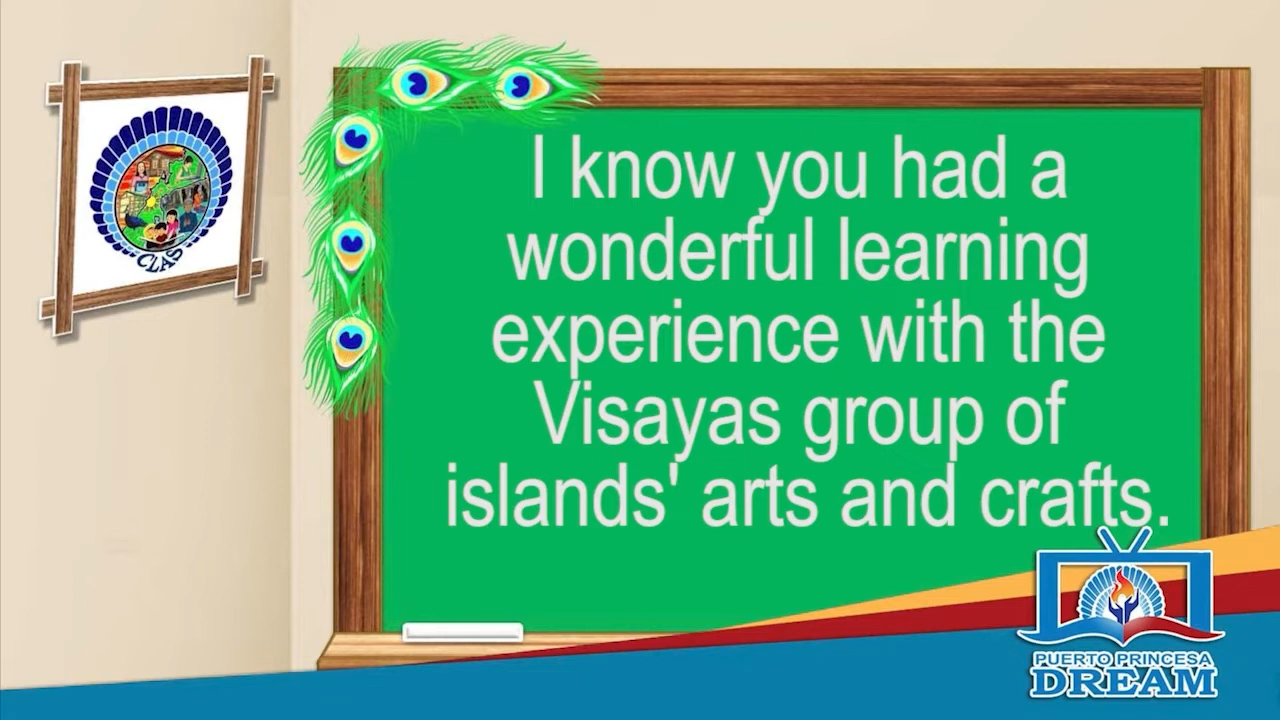 I know you had a
wonderful learning
experience with the
Visayas group of
islands' arts and crafts.
CLAS
PUERTO PRINCESA
DREAM